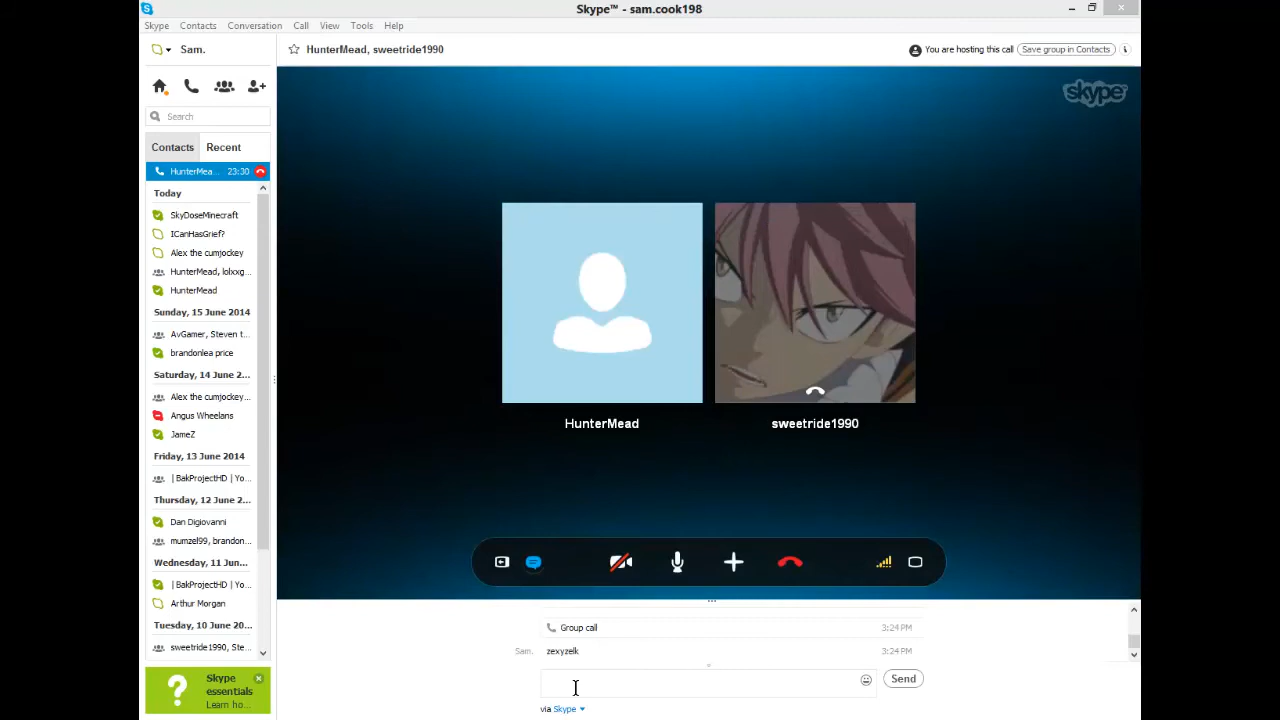 Skype™ - sam.cook198
Skype Contacts Conversation Call View Tools Help
Sam.
HunterMead, sweetride1990
You are hosting this call
Save group in Contacts
skype
Search
Contacts Recent
HunterMea... 23:30
Today
SkyDoseMinecraft
ICanHasGrief?
Alex the cumjockey
HunterMead, lolxxg...
HunterMead
Sunday, 15 June 2014
AvGamer, Steven t...
brandonlea price
Saturday, 14 June 2...
Alex the cumjockey...
Angus Wheelans
JameZ
Friday, 13 June 2014
| BakProjectHD | Yo...
Thursday, 12 June 2...
Dan Digiovanni
mumzel99, brandon...
Wednesday, 11 Jun...
| BakProjectHD | Yo...
Arthur Morgan
Tuesday, 10 June 20...
sweetride1990, Ste...
Skype
essentials
Learn ho...
HunterMead
sweetride1990
Group call 3:24 PM
Sam. zexyzelk 3:24 PM
Send
via Skype